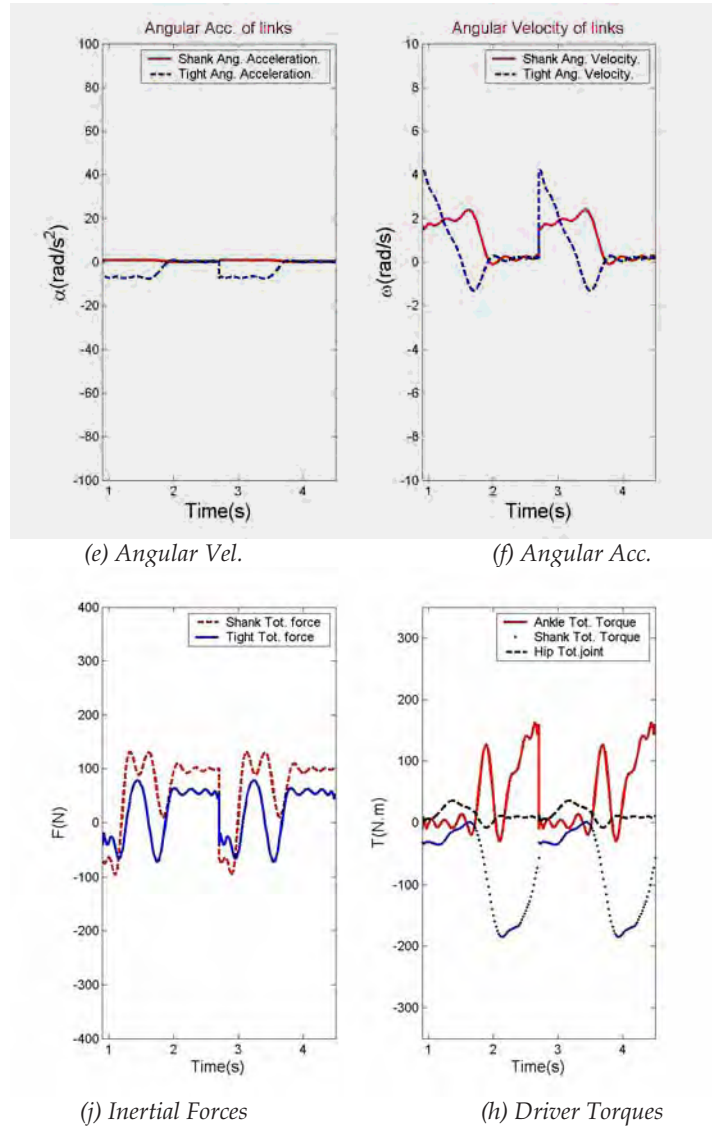 Angular Acc. of links
100
Shank Ang. Acceleration.
Tight Ang. Acceleration.
80
60
40
20
0
-20
-40
-60
-80
-100
α(rad/s²)
1 2 3 4
Time(s)
Angular Velocity of links
10
Shank Ang. Velocity.
Tight Ang. Velocity.
8
6
4
2
0
-2
-4
-6
-8
-10
ω(rad/s)
1 2 3 4
Time(s)
(e) Angular Vel.
(f) Angular Acc.
400
Shank Tot. force
Tight Tot. force
300
200
100
0
-100
-200
-300
-400
F(N)
1 2 3 4
Time(s)
Ankle Tot. Torque
Shank Tot. Torque
Hip Tot.joint
300
200
100
0
-100
-200
-300
T(N.m)
1 2 3 4
Time(s)
(j) Inertial Forces
(h) Driver Torques